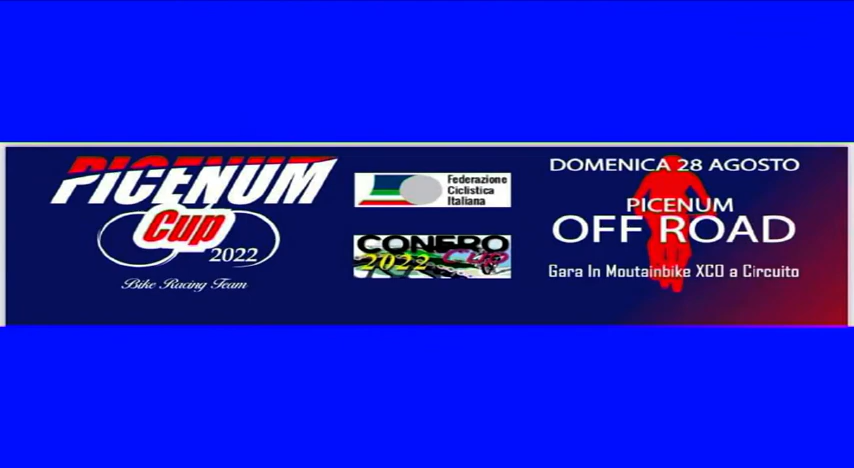 PICENUM
Cup
2022
Bike Racing Team
Federazione
Ciclistica
Italiana
CONERO
2022 Cup
DOMENICA 28 AGOSTO
PICENUM
OFF ROAD
Gara In Moutainbike XCO a Circuito